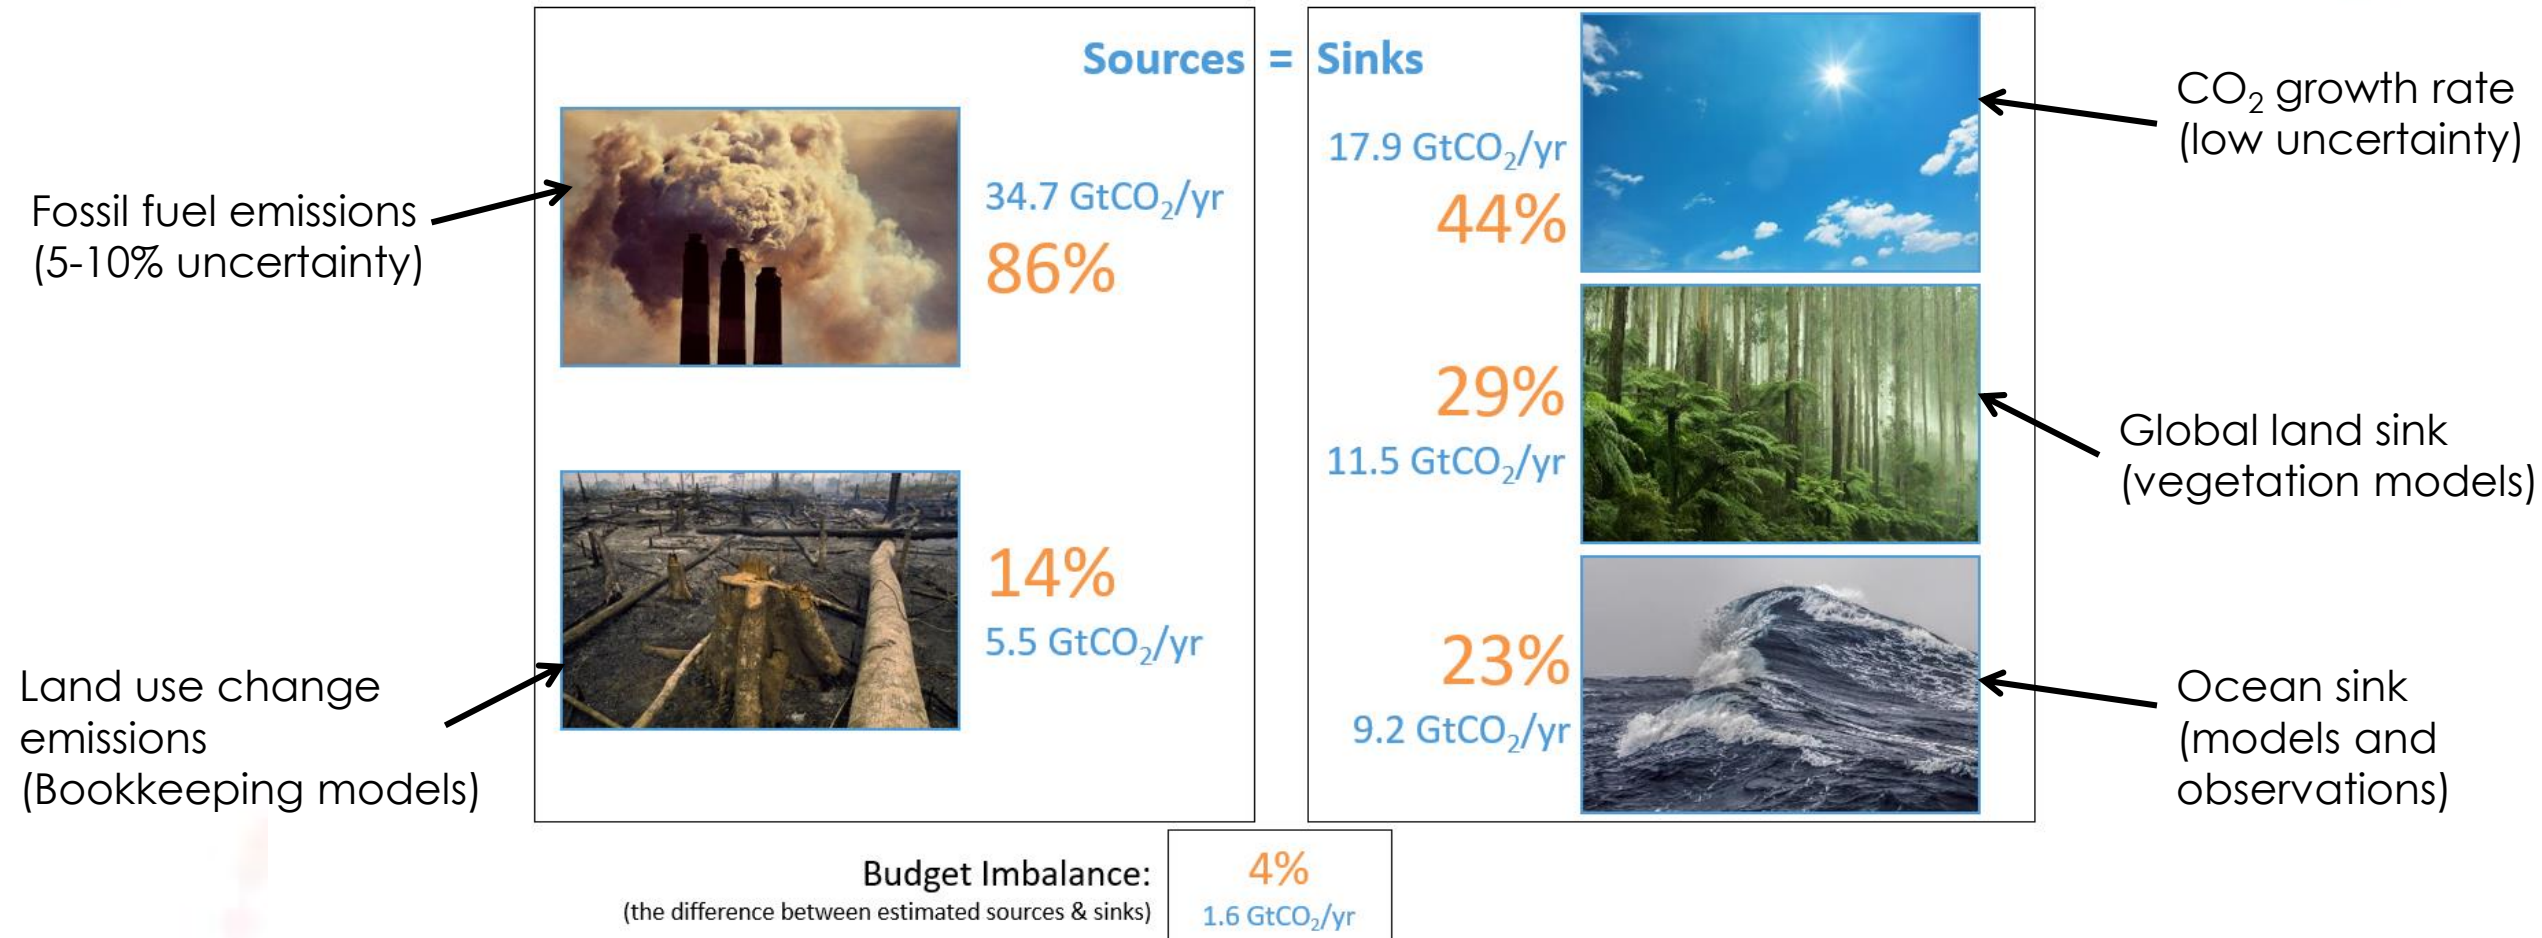 Sources = Sinks
Fossil fuel emissions
(5-10% uncertainty)
34.7 GtCO₂/yr
86%
Land use change
emissions
(Bookkeeping models)
14%
5.5 GtCO₂/yr
17.9 GtCO₂/yr
44%
CO₂ growth rate
(low uncertainty)
29%
11.5 GtCO₂/yr
Global land sink
(vegetation models)
23%
9.2 GtCO₂/yr
Ocean sink
(models and
observations)
Budget Imbalance:
(the difference between estimated sources & sinks)
4%
1.6 GtCO₂/yr